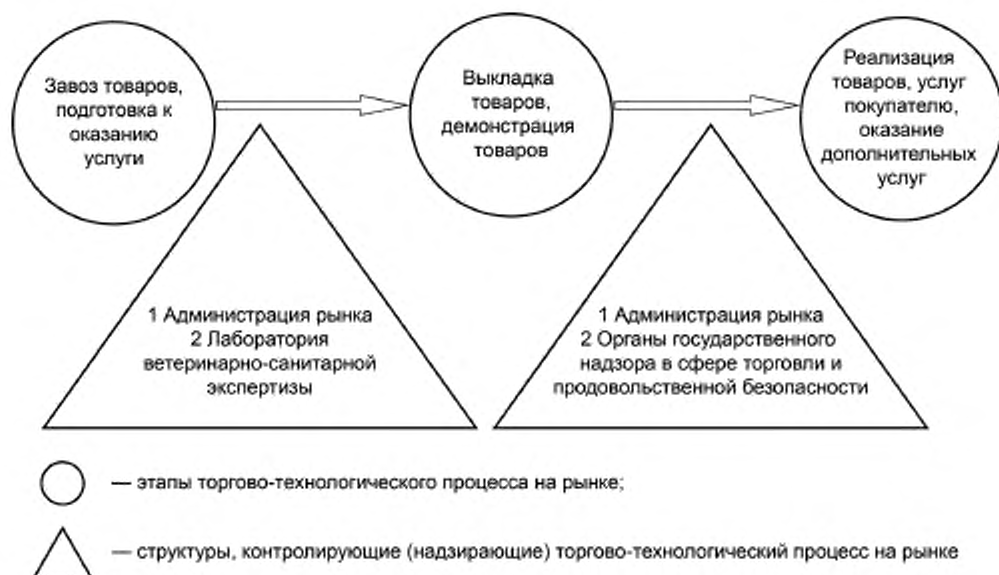 Завоз товаров,
подготовка к
оказанию
услуги
Выкладка
товаров,
демонстрация
товаров
Реализация
товаров, услуг
покупателю,
оказание
дополнительных
услуг
1 Администрация рынка
2 Лаборатория
ветеринарно-санитарной
экспертизы
1 Администрация рынка
2 Органы государственного
надзора в сфере торговли и
продовольственной безопасности
— этапы торгово-технологического процесса на рынке;
— структуры, контролирующие (надзирающие) торгово-технологический процесс на рынке